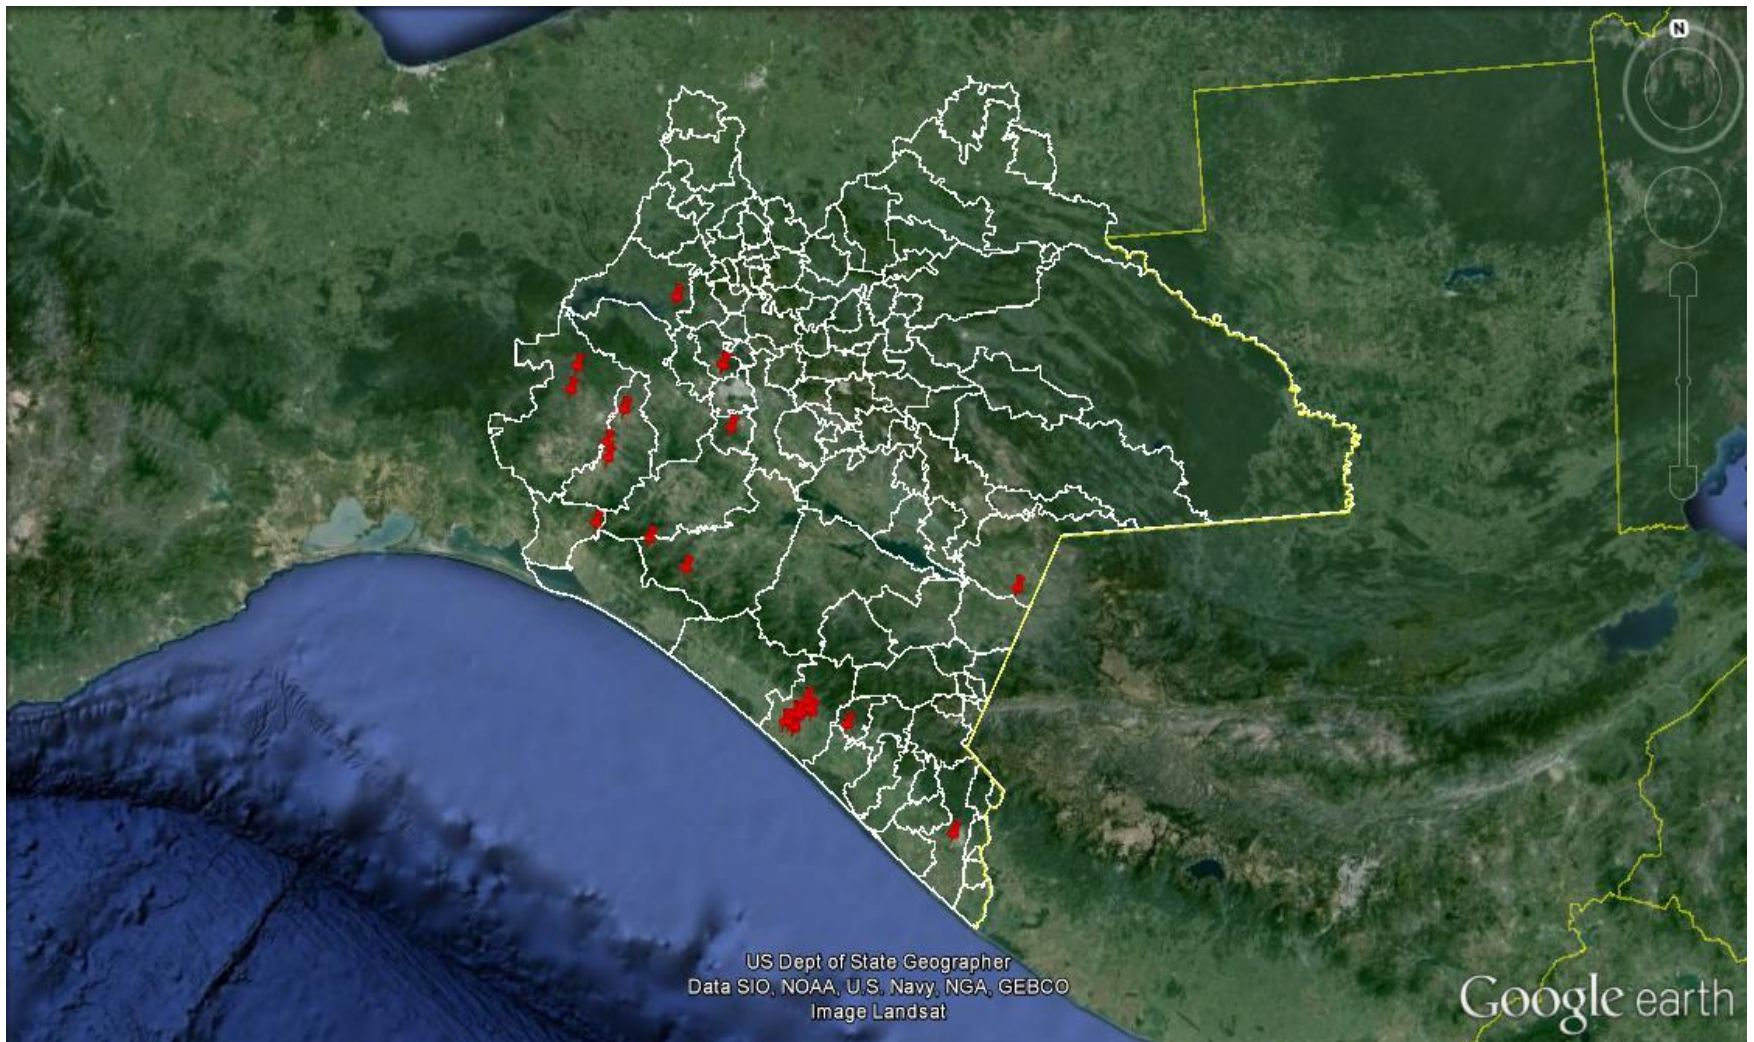 N
US Dept of State Geographer
Data SIO, NOAA, U.S. Navy, NGA, GEBCO
Image Landsat
Google earth